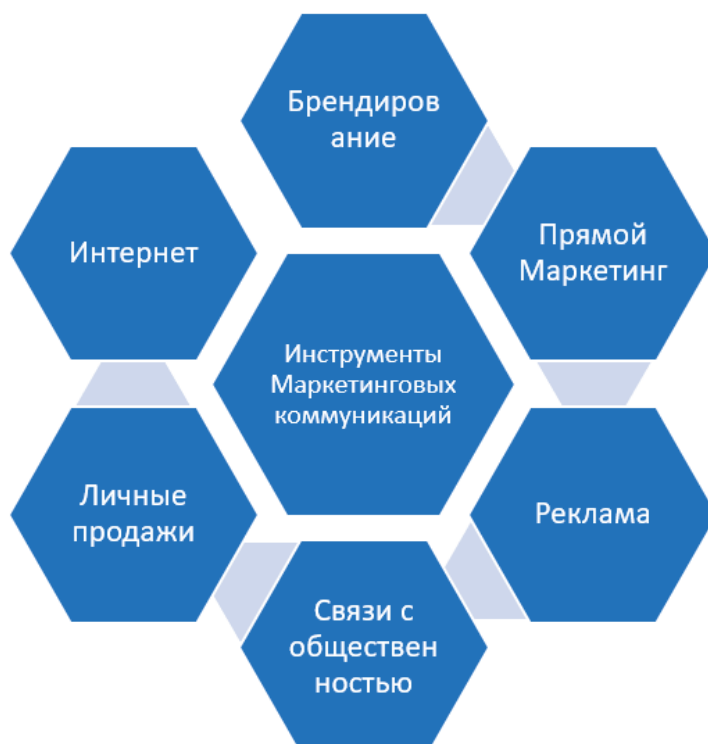 Брендиров
ание
Прямой
Маркетинг
Интернет
Инструменты
Маркетинговых
коммуникаций
Личные
продажи
Реклама
Связи с
обществен
ностью